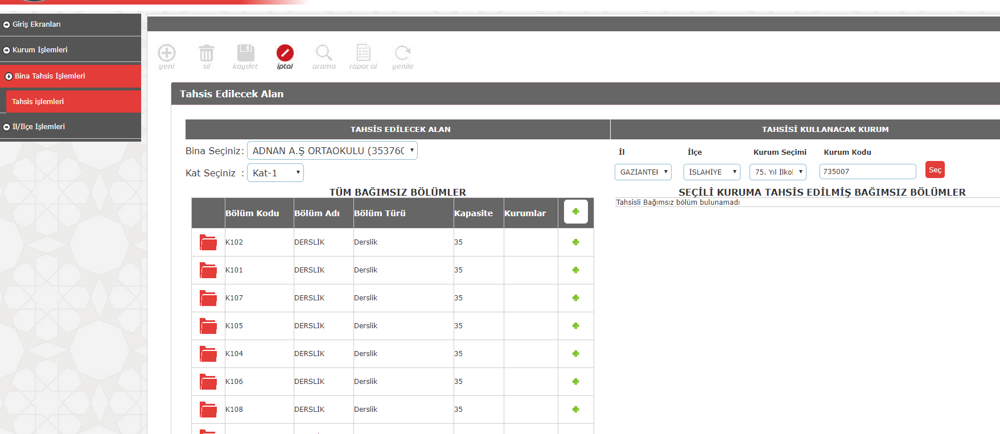 Giriş Ekranları
Kurum İşlemleri
Bina Tahsis İşlemleri
Tahsis işlemleri
İl/İlçe İşlemleri
yeni sil kaydet iptal arama rapor al yenile
Tahsis Edilecek Alan
TAHSİS EDİLECEK ALAN
Bina Seçiniz: ADNAN A.Ş ORTAOKULU (35376
Kat Seçiniz : Kat-1
TÜM BAĞIMSIZ BÖLÜMLER
Bölüm Kodu Bölüm Adı Bölüm Türü Kapasite Kurumlar
K102 DERSLİK Derslik 35
K101 DERSLİK Derslik 35
K107 DERSLİK Derslik 35
K105 DERSLİK Derslik 35
K104 DERSLİK Derslik 35
K106 DERSLİK Derslik 35
K108 DERSLİK Derslik 35
TAHSİSİ KULLANACAK KURUM
İl İlçe Kurum Seçimi Kurum Kodu
GAZİANTEF İSLAHİYE 75. Yıl İlkol 735007 Seç
SEÇİLİ KURUMA TAHSİS EDİLMİŞ BAĞIMSIZ BÖLÜMLER
Tahsisli Bağımsız bölüm bulunamadı